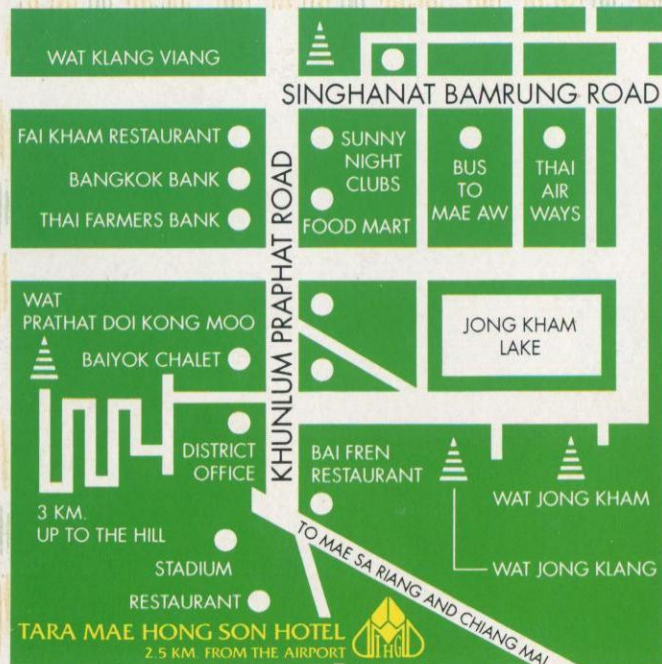 WAT KLANG VIANG
SINGHANAT BAMRUNG ROAD
FAI KHAM RESTAURANT
BANGKOK BANK
THAI FARMERS BANK
KHUNLUM PRAPHAT ROAD
SUNNY
NIGHT
CLUBS
FOOD MART
BUS
TO
MAE AW
THAI
AIR
WAYS
WAT
PRATHAT DOI KONG MOO
BAIYOK CHALET
JONG KHAM
LAKE
DISTRICT
OFFICE
BAI FREN
RESTAURANT
3 KM.
UP TO THE HILL
WAT JONG KHAM
WAT JONG KLANG
STADIUM
RESTAURANT
TO MAE SA RIANG AND CHIANG MAI
TARA MAE HONG SON HOTEL
2.5 KM. FROM THE AIRPORT